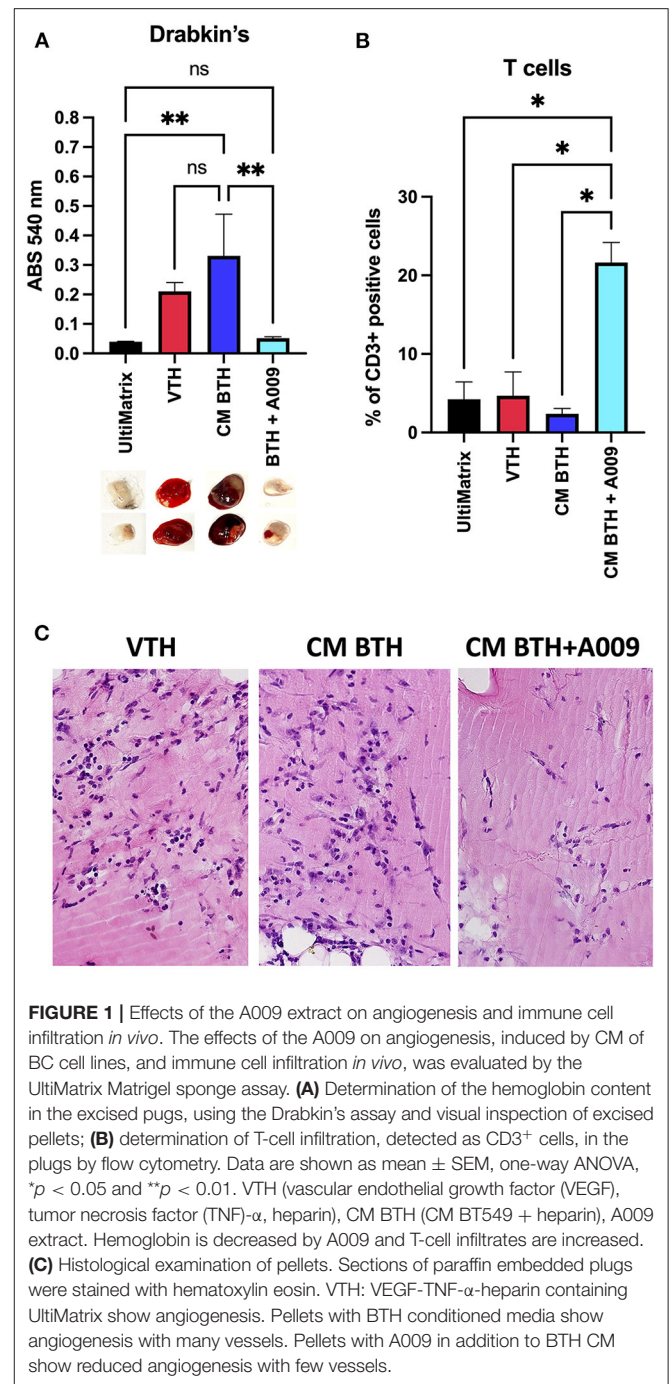 A
Drabkin's
ns
**
ns
**
ABS 540 nm
0.8
0.7
0.6
0.5
0.4
0.3
0.2
0.1
0.0
UltiMatrix
VTH
CM BTH
BTH + A009
B
T cells
*
*
*
% of CD3+ positive cells
30
20
10
0
UltiMatrix
VTH
CM BTH
CM BTH + A009
C
VTH
CM BTH
CM BTH+A009
FIGURE 1 | Effects of the A009 extract on angiogenesis and immune cell
infiltration in vivo. The effects of the A009 on angiogenesis, induced by CM of
BC cell lines, and immune cell infiltration in vivo, was evaluated by the
UltiMatrix Matrigel sponge assay. (A) Determination of the hemoglobin content
in the excised pugs, using the Drabkin's assay and visual inspection of excised
pellets; (B) determination of T-cell infiltration, detected as CD3⁺ cells, in the
plugs by flow cytometry. Data are shown as mean ± SEM, one-way ANOVA,
*p < 0.05 and **p < 0.01. VTH (vascular endothelial growth factor (VEGF),
tumor necrosis factor (TNF)-α, heparin), CM BTH (CM BT549 + heparin), A009
extract. Hemoglobin is decreased by A009 and T-cell infiltrates are increased.
(C) Histological examination of pellets. Sections of paraffin embedded plugs
were stained with hematoxylin eosin. VTH: VEGF-TNF-α-heparin containing
UltiMatrix show angiogenesis. Pellets with BTH conditioned media show
angiogenesis with many vessels. Pellets with A009 in addition to BTH CM
show reduced angiogenesis with few vessels.